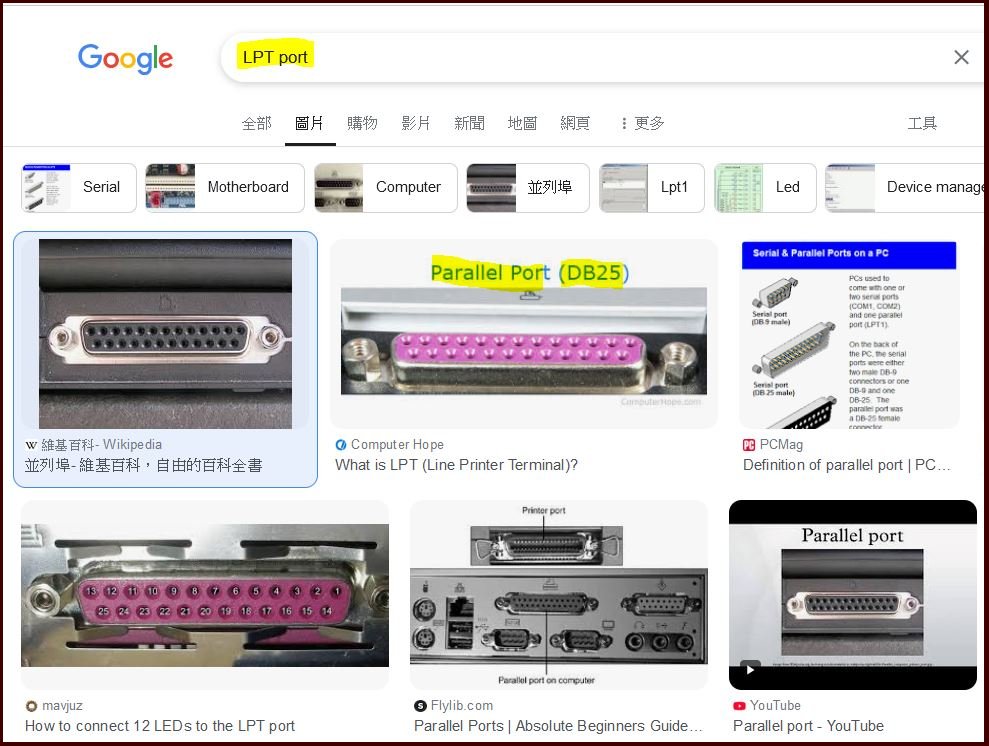 Google
LPT port
全部
圖片
購物
影片
新聞
地圖
網頁
更多
工具
Serial
Motherboard
Computer
並列埠
Lpt1
Led
Device manage
Parallel Port (DB25)
ComputerHope.com
Serial & Parallel Ports on a PC
PCs used to
come with one or
two serial ports
(COM1, COM2)
and one parallel
port (LPT1).
Serial port
(DB-9 male)
On the back of
the PC, the serial
ports were either
two male DB-9
connectors or one
DB-9 and one
DB-25. The
parallel port was
a DB-25 female
connector
Serial port
(DB-25 male)
W 維基百科- Wikipedia
並列埠- 維基百科，自由的百科全書
Computer Hope
What is LPT (Line Printer Terminal)?
PC PCMag
Definition of parallel port | PC…
13 12 11 10 9 8 7 6 5 4 3 2 1
25 24 23 22 21 20 19 18 17 16 15 14
Printer port
Parallel port on computer
Parallel port
mavjuz
How to connect 12 LEDs to the LPT port
S Flylib.com
Parallel Ports | Absolute Beginners Guide…
YouTube
Parallel port - YouTube